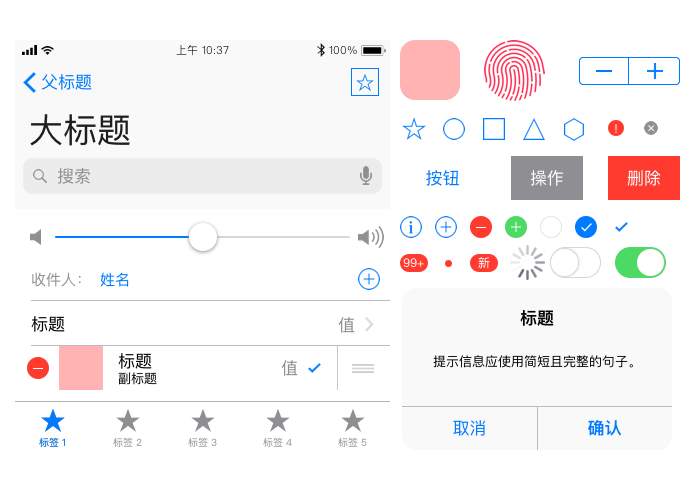 上午 10:37
100%
父标题
大标题
搜索
收件人：
姓名
标题
值
标题
副标题
值
标签 1
标签 2
标签 3
标签 4
标签 5
按钮
操作
删除
99+
新
标题
提示信息应使用简短且完整的句子。
取消
确认